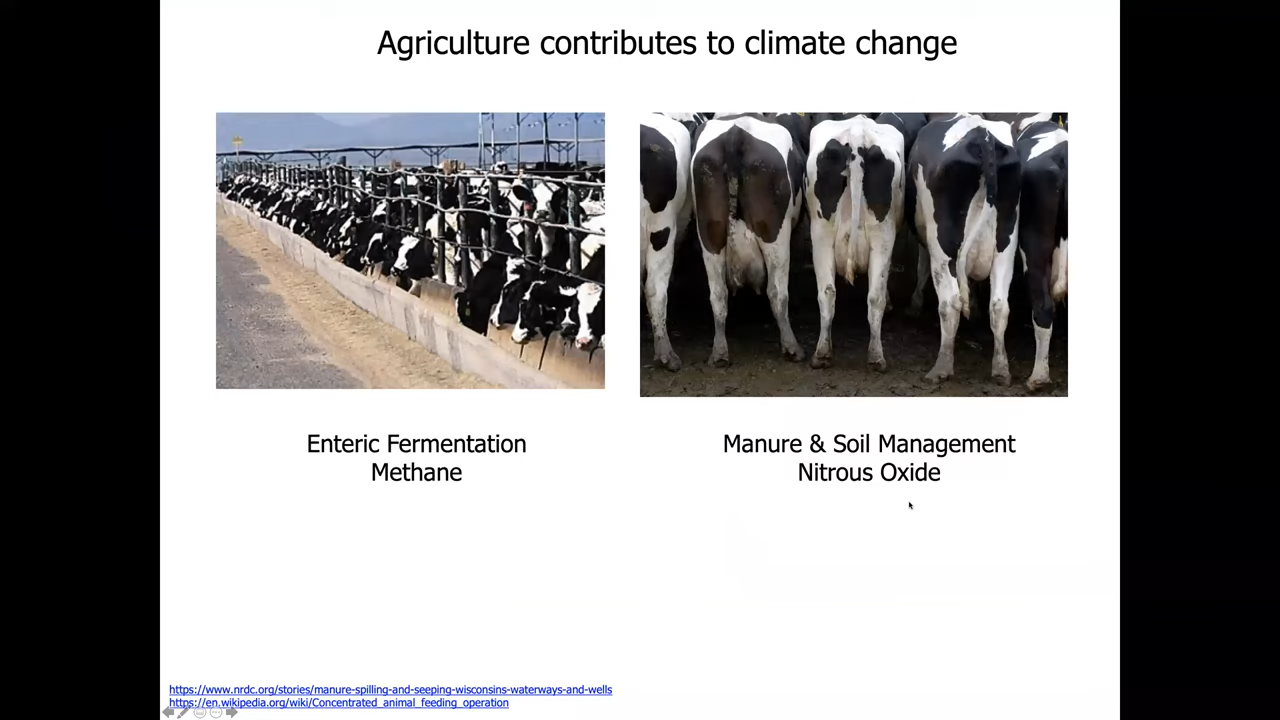 Agriculture contributes to climate change
Enteric Fermentation
Methane
Manure & Soil Management
Nitrous Oxide
https://www.nrdc.org/stories/manure-spilling-and-seeping-wisconsins-waterways-and-wells
https://en.wikipedia.org/wiki/Concentrated_animal_feeding_operation